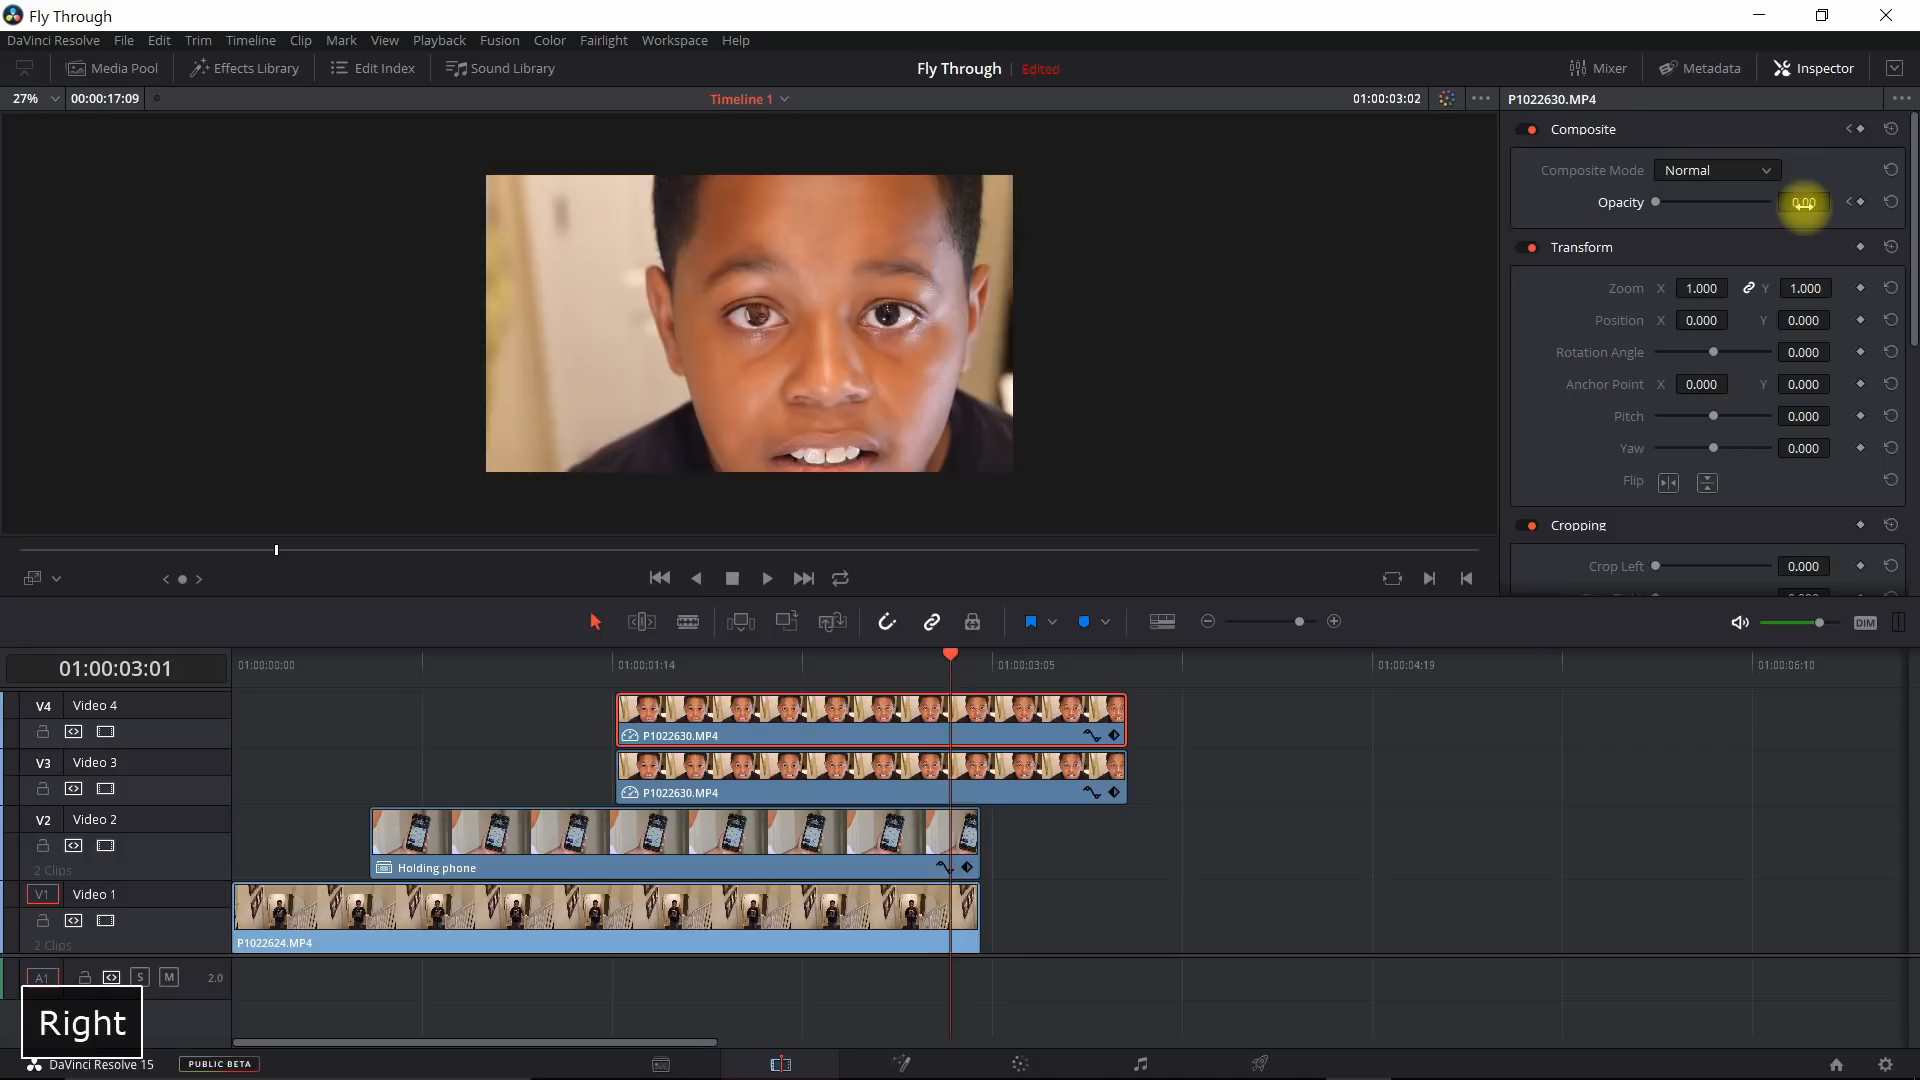 Fly Through
DaVinci Resolve File Edit Trim Timeline Clip Mark View Playback Fusion Color Fairlight Workspace Help
Media Pool Effects Library Edit Index Sound Library Fly Through Edited Mixer Metadata Inspector
27% 00:00:17:09 Timeline 1 01:00:03:02 P1022630.MP4
Composite
Composite Mode Normal
Opacity 0.00
Transform
Zoom X 1.000 Y 1.000
Position X 0.000 Y 0.000
Rotation Angle 0.000
Anchor Point X 0.000 Y 0.000
Pitch 0.000
Yaw 0.000
Flip
Cropping
Crop Left 0.000
DIM
01:00:03:01 01:00:00:00 01:00:01:14 01:00:03:05 01:00:04:19 01:00:06:10
V4 Video 4
P1022630.MP4
V3 Video 3
P1022630.MP4
V2 Video 2
2 Clips
Holding phone
V1 Video 1
2 Clips
P1022624.MP4
A1 S M 2.0
Right
DaVinci Resolve 15 PUBLIC BETA